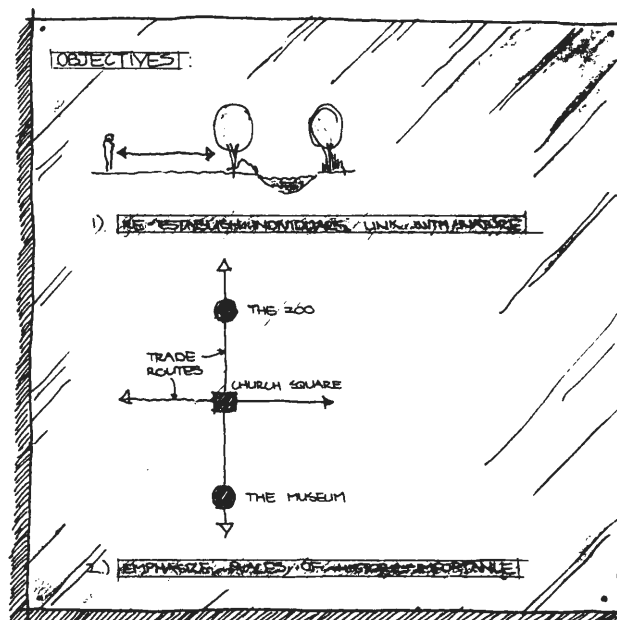 OBJECTIVES :
1) RE-ESTABLISH INDIVIDUALS LINK WITH NATURE
THE ZOO
TRADE
ROUTES
CHURCH SQUARE
THE MUSEUM
2.) EMPHASIZE PLACES OF IMPORTANCE